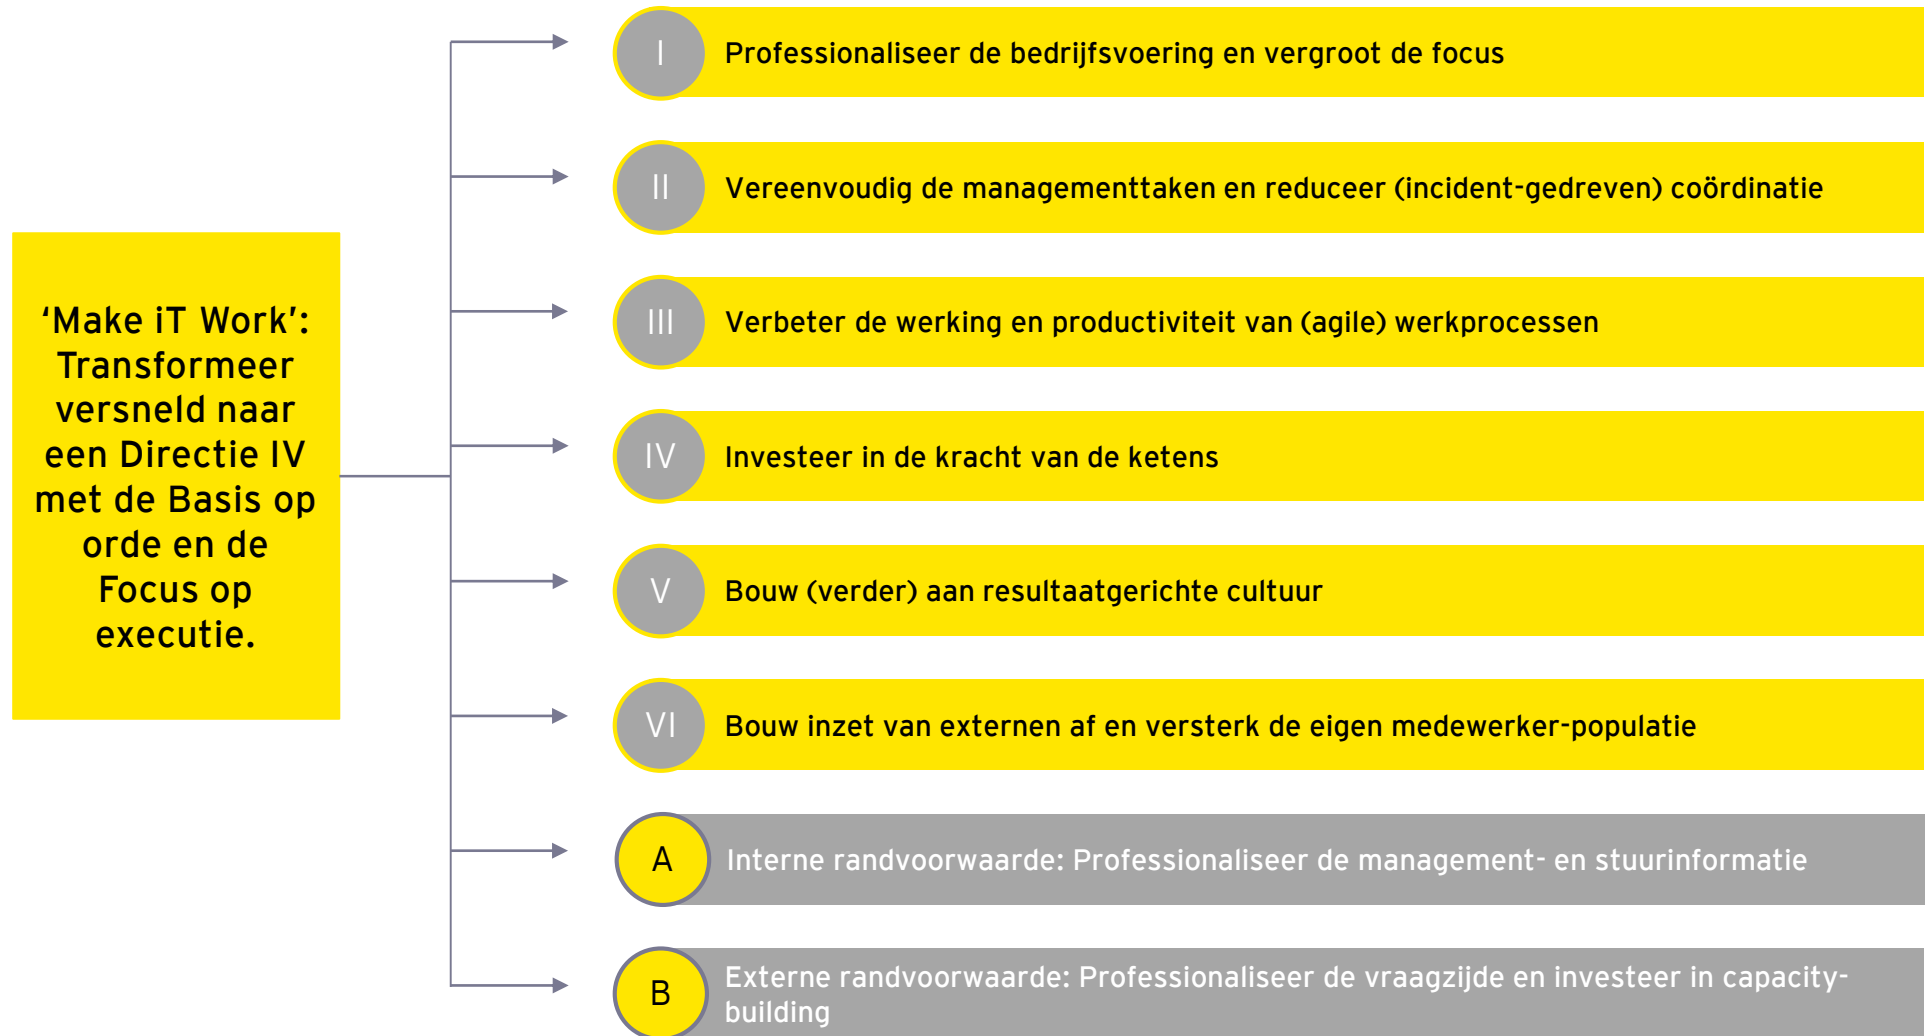 ‘Make iT Work’:
Transformeer
versneld naar
een Directie IV
met de Basis op
orde en de
Focus op
executie.
I
Professionaliseer de bedrijfsvoering en vergroot de focus
II
Vereenvoudig de managementtaken en reduceer (incident-gedreven) coördinatie
III
Verbeter de werking en productiviteit van (agile) werkprocessen
IV
Investeer in de kracht van de ketens
V
Bouw (verder) aan resultaatgerichte cultuur
VI
Bouw inzet van externen af en versterk de eigen medewerker-populatie
A
Interne randvoorwaarde: Professionaliseer de management- en stuurinformatie
B
Externe randvoorwaarde: Professionaliseer de vraagzijde en investeer in capacity-
building